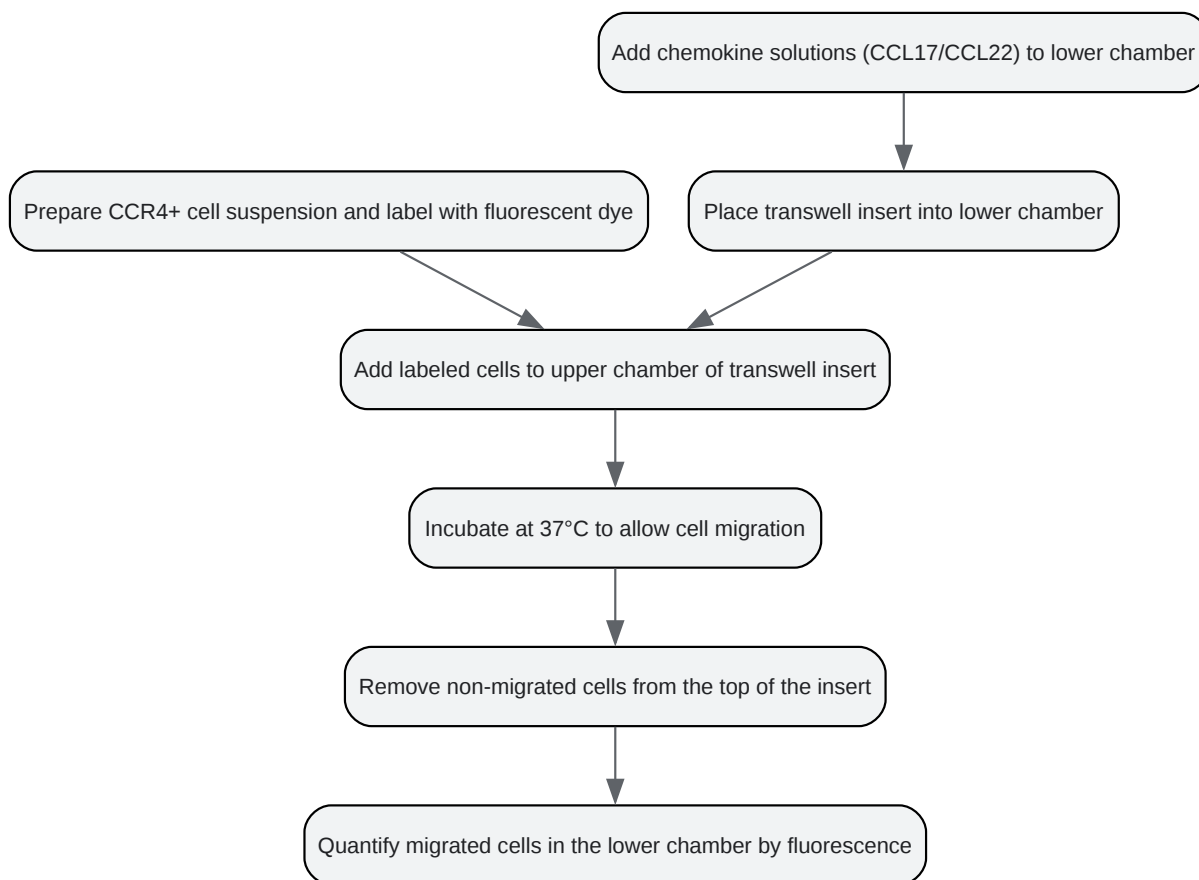 Add chemokine solutions (CCL17/CCL22) to lower chamber
Prepare CCR4+ cell suspension and label with fluorescent dye
Place transwell insert into lower chamber
Add labeled cells to upper chamber of transwell insert
Incubate at 37°C to allow cell migration
Remove non-migrated cells from the top of the insert
Quantify migrated cells in the lower chamber by fluorescence